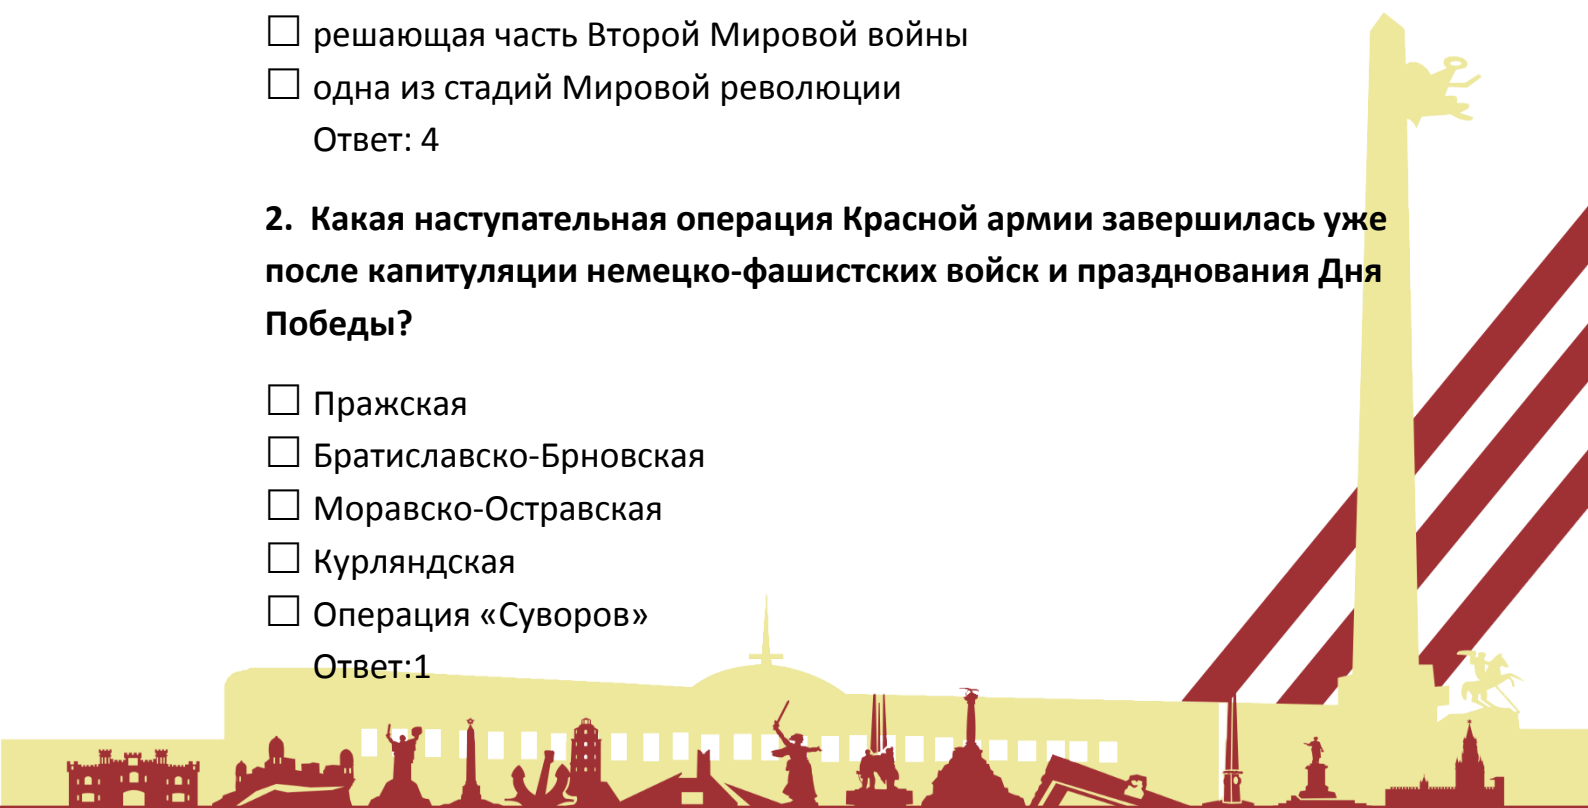 ☐ решающая часть Второй Мировой войны
☐ одна из стадий Мировой революции
Ответ: 4
2. Какая наступательная операция Красной армии завершилась уже
после капитуляции немецко-фашистских войск и празднования Дня
Победы?
☐ Пражская
☐ Братиславско-Брновская
☐ Моравско-Остравская
☐ Курляндская
☐ Операция «Суворов»
Ответ:1